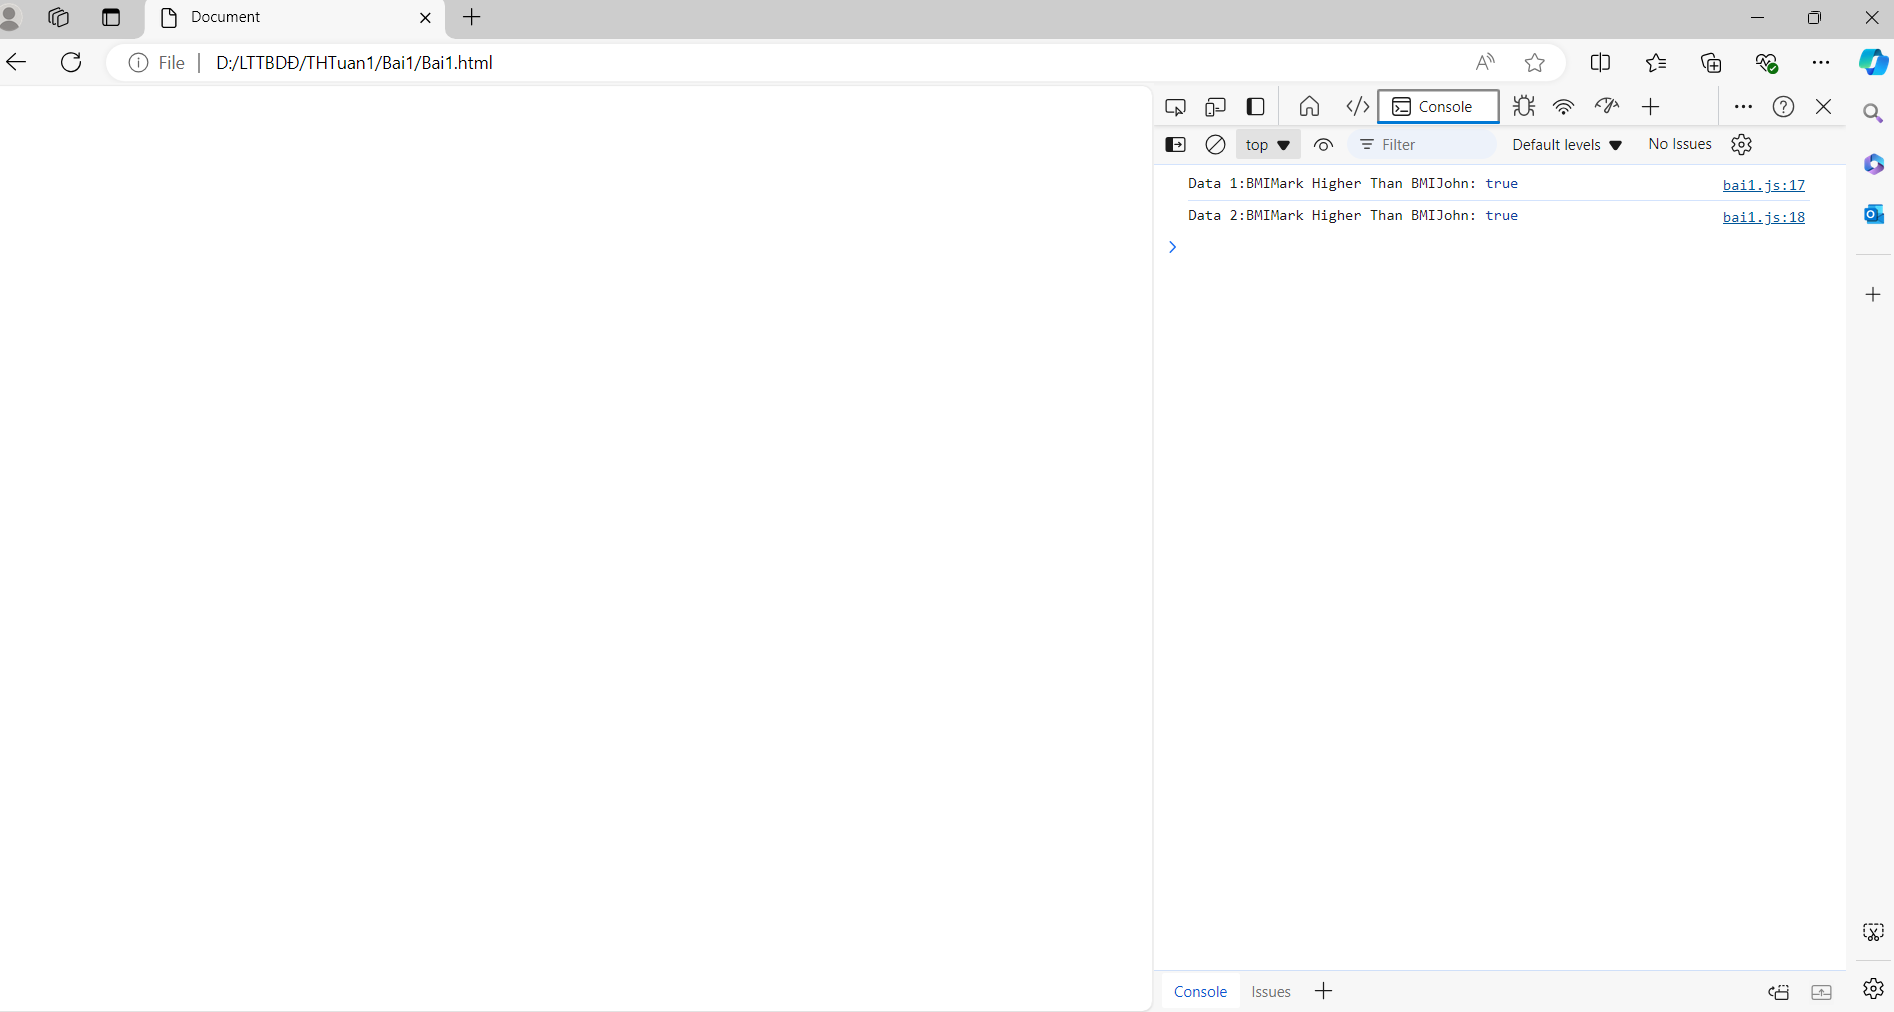 Document
File
D:/LTTBDĐ/THTuan1/Bai1/Bai1.html
Console
top
Filter
Default levels
No Issues
Data 1:BMIMark Higher Than BMIJohn: true bai1.js:17
Data 2:BMIMark Higher Than BMIJohn: true bai1.js:18
Console Issues